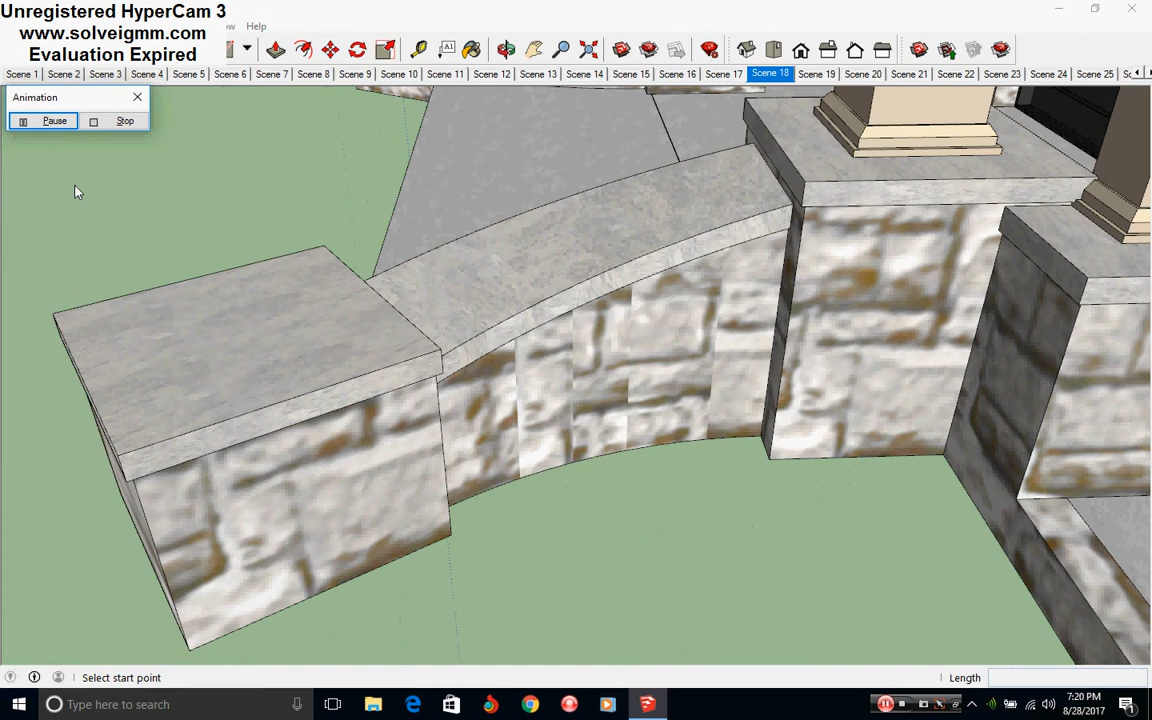 Unregistered HyperCam 3
www.solveigmm.com
Evaluation Expired
Help
Scene 1 Scene 2 Scene 3 Scene 4 Scene 5 Scene 6 Scene 7 Scene 8 Scene 9 Scene 10 Scene 11 Scene 12 Scene 13 Scene 14 Scene 15 Scene 16 Scene 17 Scene 18 Scene 19 Scene 20 Scene 21 Scene 22 Scene 23 Scene 24 Scene 25
Animation
Pause Stop
Select start point
Length
Type here to search
7:20 PM
8/28/2017